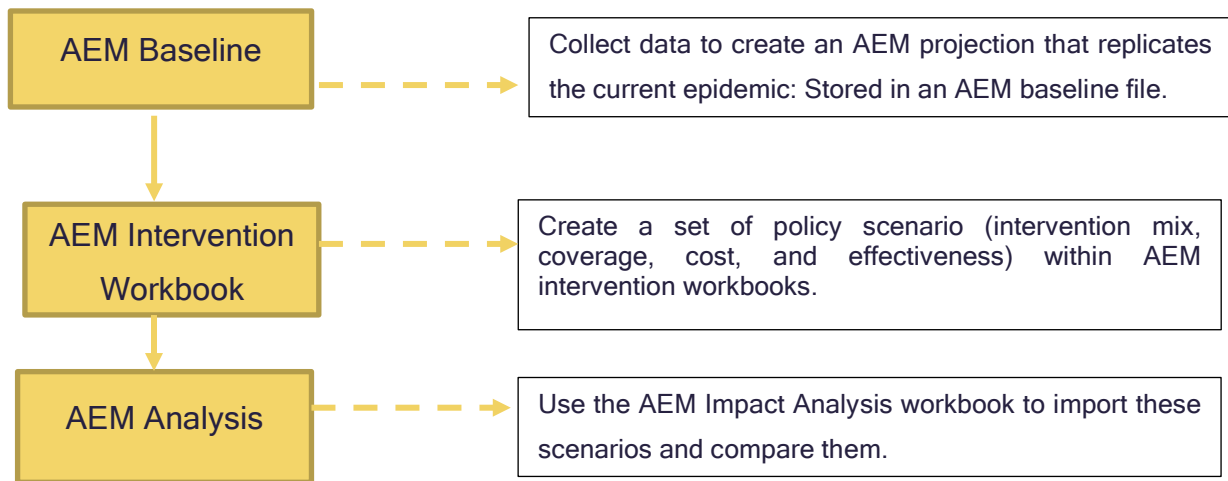 AEM Baseline
Collect data to create an AEM projection that replicates
the current epidemic: Stored in an AEM baseline file.
AEM Intervention
Workbook
Create a set of policy scenario (intervention mix,
coverage, cost, and effectiveness) within AEM
intervention workbooks.
AEM Analysis
Use the AEM Impact Analysis workbook to import these
scenarios and compare them.